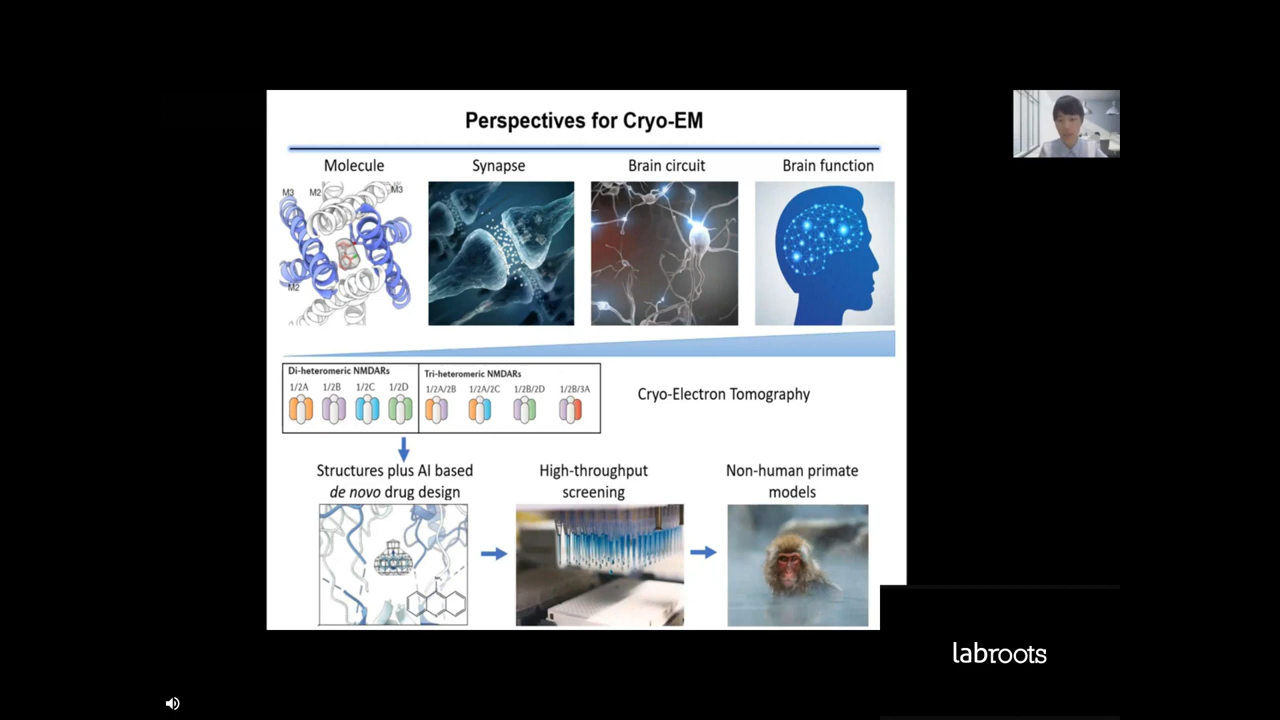 Perspectives for Cryo-EM
Molecule
Synapse
Brain circuit
Brain function
M3
M2
M3
M2
Di-heteromeric NMDARs
1/2A
1/2B
1/2C
1/2D
Tri-heteromeric NMDARs
1/2A/2B
1/2A/2C
1/2B/2D
1/2B/3A
Cryo-Electron Tomography
Structures plus AI based
de novo drug design
High-throughput
screening
Non-human primate
models
labroots